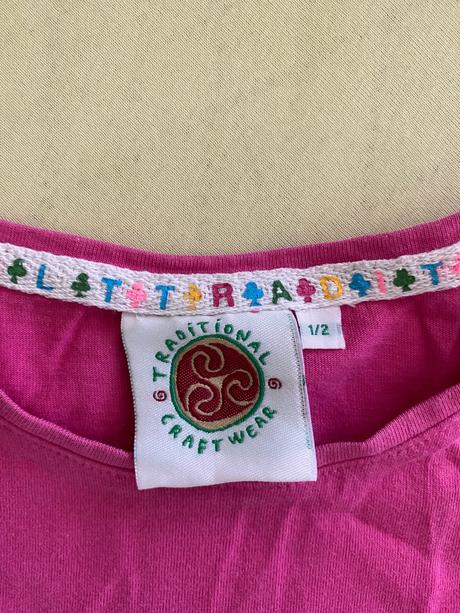 L T T R A D i T
TRADiTiONAL
CRAFTWEAR
1/2